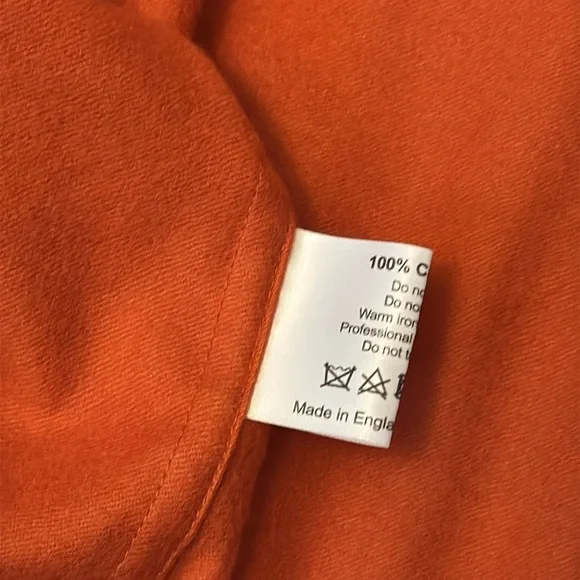 100% C
Do no
Do no
Warm iron
Professional
Do not t
Made in Engla